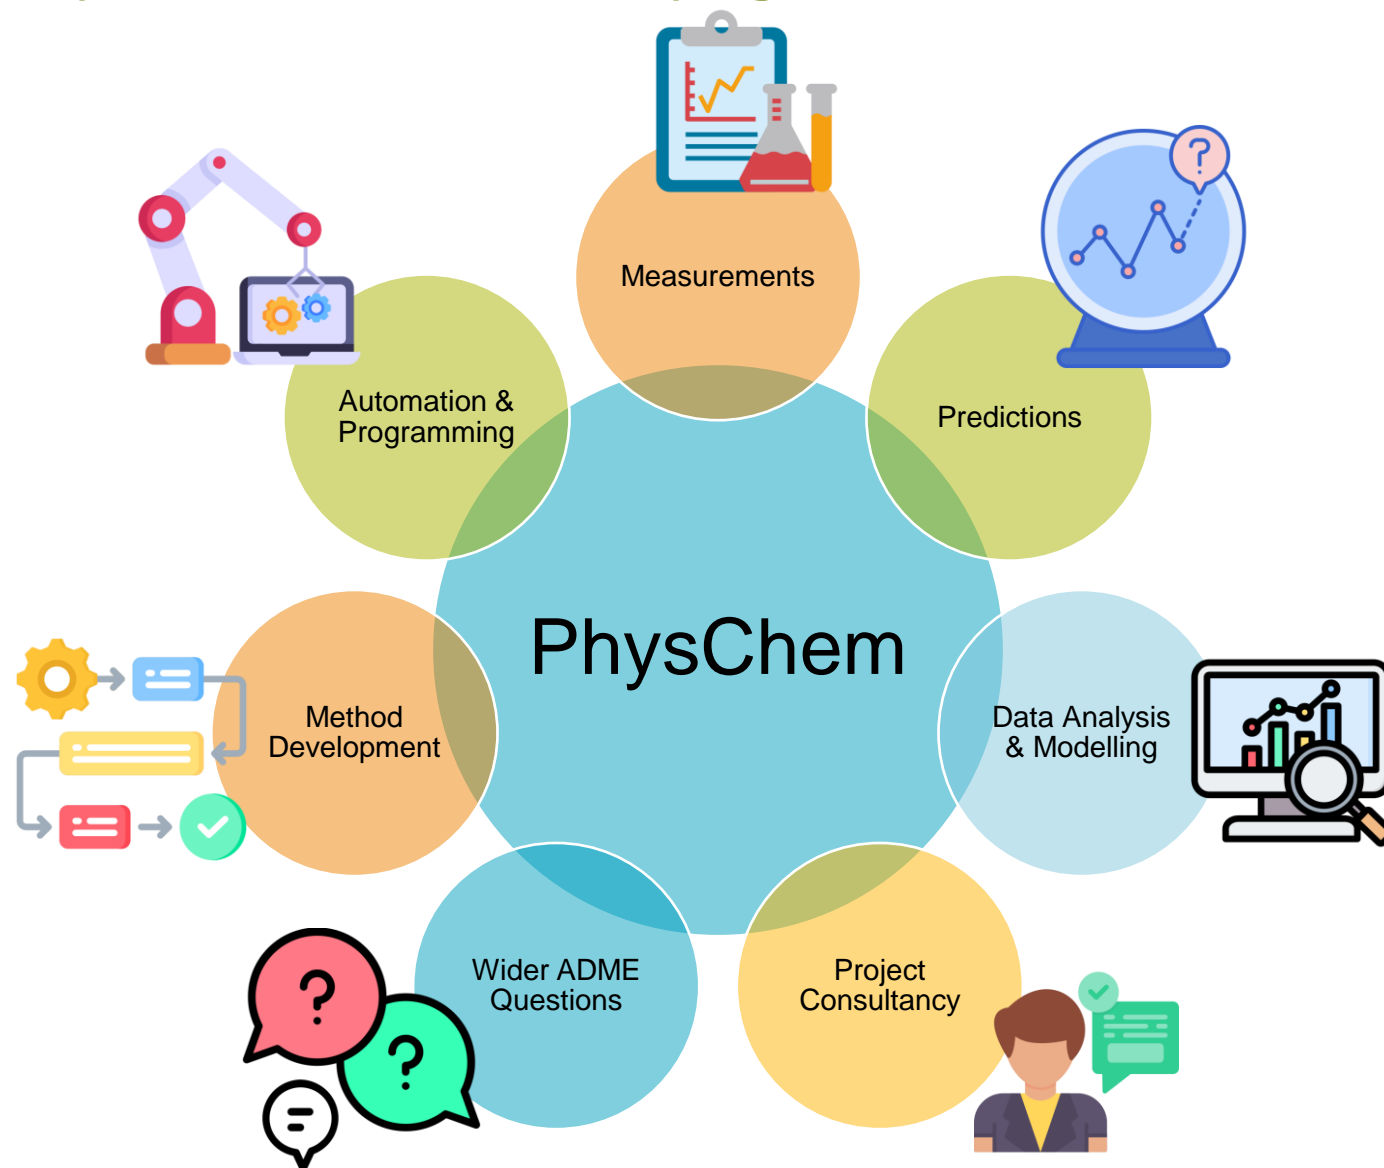 Measurements
Automation &
Programming
Predictions
PhysChem
Method
Development
Data Analysis
& Modelling
Wider ADME
Questions
Project
Consultancy